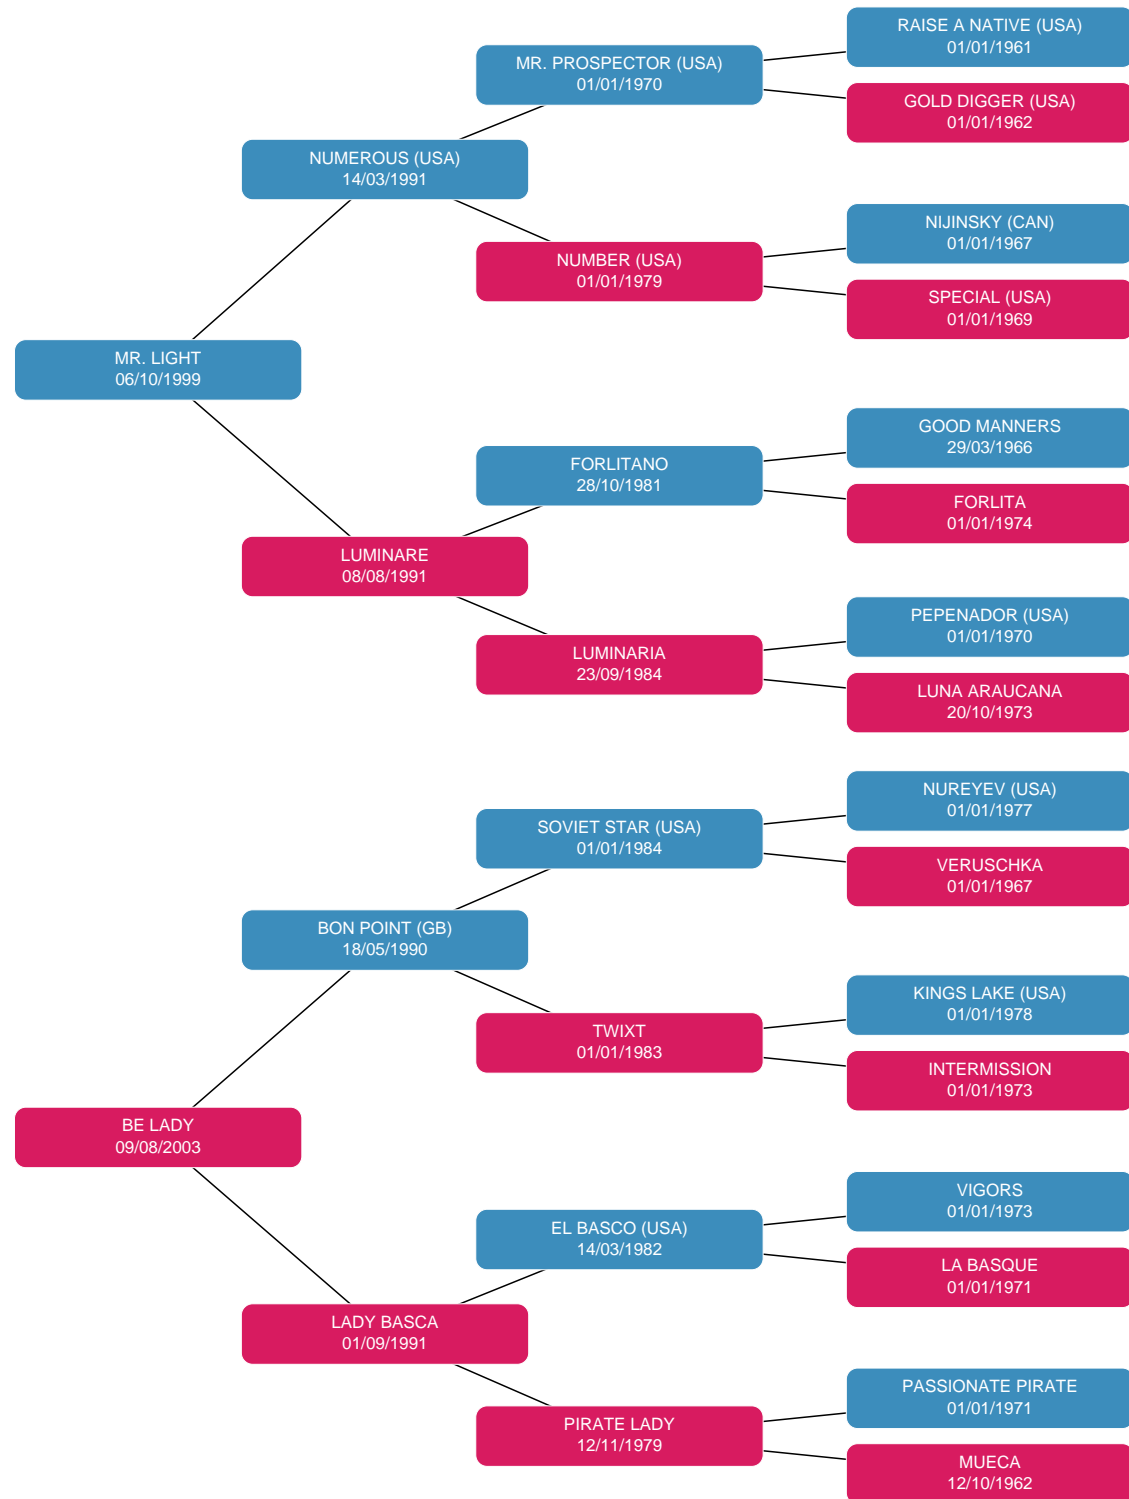 RAISE A NATIVE (USA)
01/01/1961
MR. PROSPECTOR (USA)
01/01/1970
GOLD DIGGER (USA)
01/01/1962
NUMEROUS (USA)
14/03/1991
NIJINSKY (CAN)
01/01/1967
NUMBER (USA)
01/01/1979
SPECIAL (USA)
01/01/1969
MR. LIGHT
06/10/1999
GOOD MANNERS
29/03/1966
FORLITANO
28/10/1981
FORLITA
01/01/1974
LUMINARE
08/08/1991
PEPENADOR (USA)
01/01/1970
LUMINARIA
23/09/1984
LUNA ARAUCANA
20/10/1973
NUREYEV (USA)
01/01/1977
SOVIET STAR (USA)
01/01/1984
VERUSCHKA
01/01/1967
BON POINT (GB)
18/05/1990
KINGS LAKE (USA)
01/01/1978
TWIXT
01/01/1983
INTERMISSION
01/01/1973
BE LADY
09/08/2003
VIGORS
01/01/1973
EL BASCO (USA)
14/03/1982
LA BASQUE
01/01/1971
LADY BASCA
01/09/1991
PASSIONATE PIRATE
01/01/1971
PIRATE LADY
12/11/1979
MUECA
12/10/1962